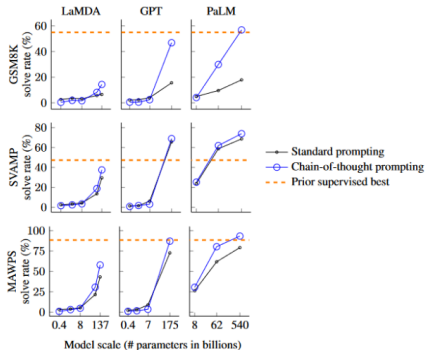 LaMDA GPT PaLM
GSM8K
solve rate (%)
60
40
20
0
SVAMP
solve rate (%)
80
60
40
20
0
MAWPS
solve rate (%)
100
75
50
25
0
0.4 8 137 0.4 7 175 8 62 540
Model scale (# parameters in billions)
Standard prompting
Chain-of-thought prompting
Prior supervised best